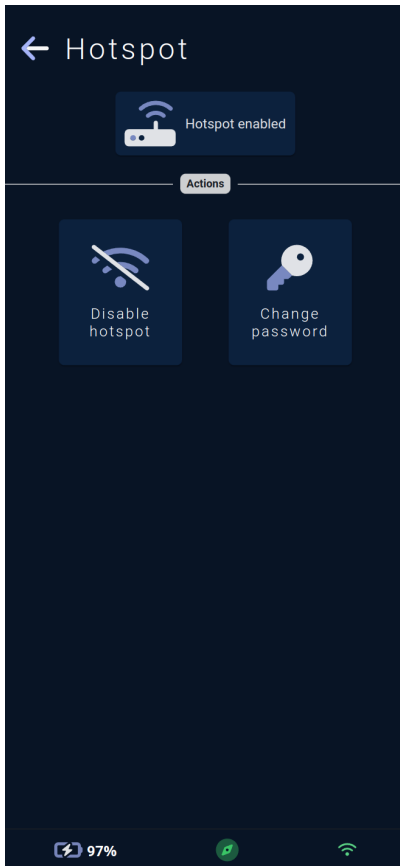 Hotspot
Hotspot enabled
Actions
Disable
hotspot
Change
password
97%